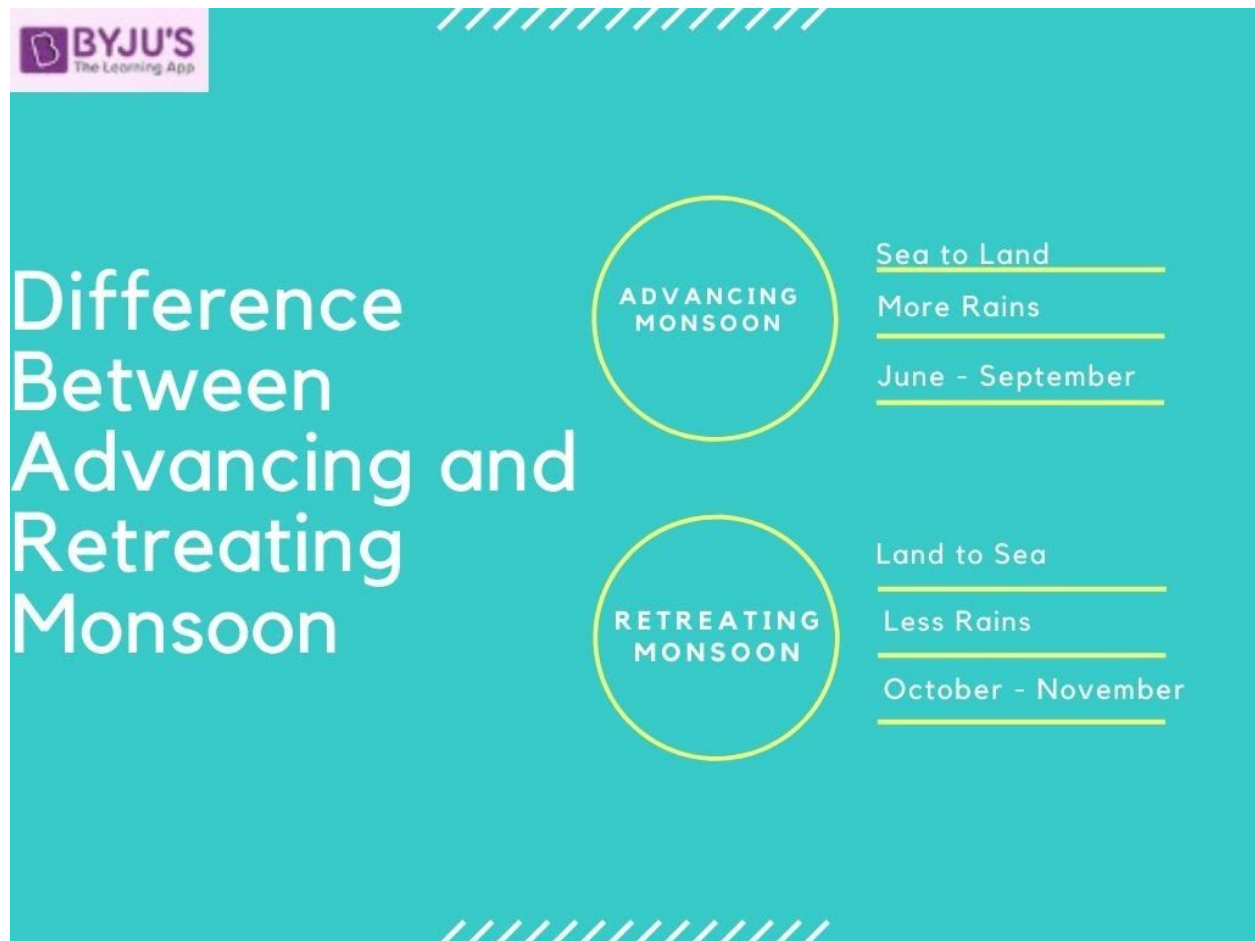 BYJU'S
The Learning App
Difference
Between
Advancing and
Retreating
Monsoon
ADVANCING
MONSOON
Sea to Land
More Rains
June - September
RETREATING
MONSOON
Land to Sea
Less Rains
October - November